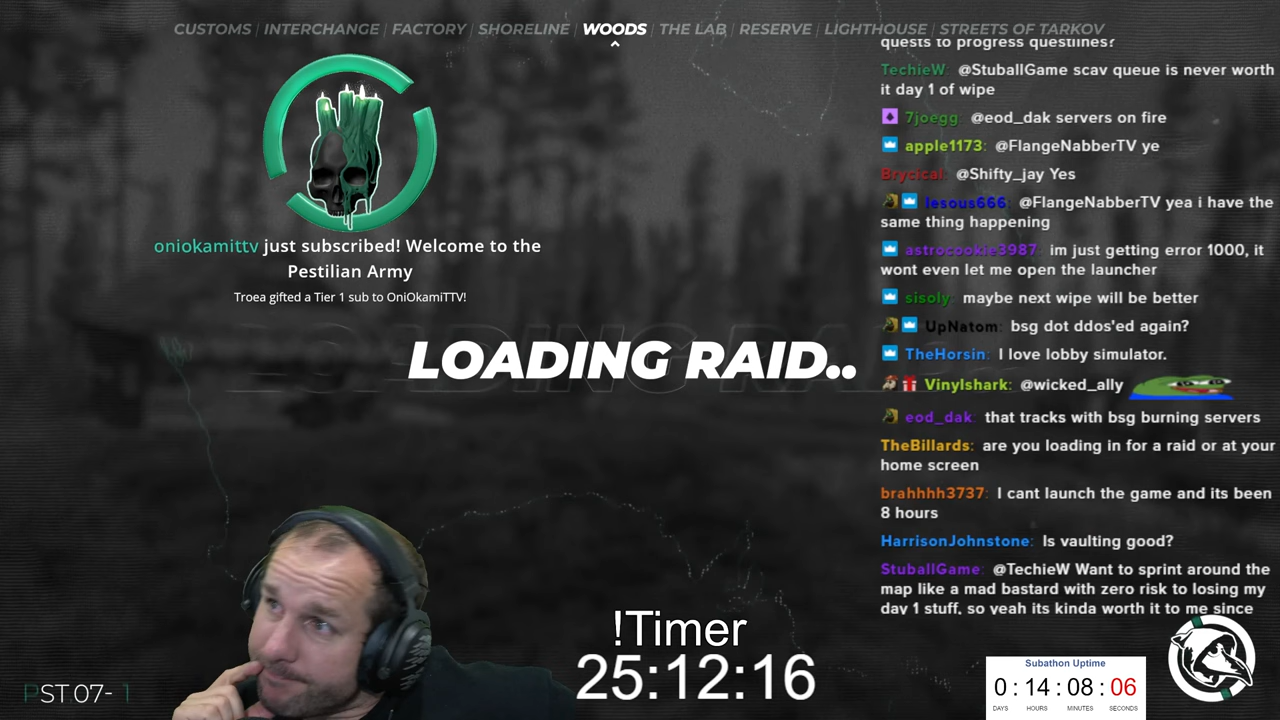 CUSTOMS | INTERCHANGE | FACTORY | SHORELINE | WOODS | THE LAB | RESERVE | LIGHTHOUSE | STREETS OF TARKOV
oniokamittv just subscribed! Welcome to the
Pestilian Army
Troea gifted a Tier 1 sub to OniOkamiTTV!
LOADING RAID..
quests to progress questlines?
TechieW: @StuballGame scav queue is never worth
it day 1 of wipe
7joegg: @eod_dak servers on fire
apple1173: @FlangeNabberTV ye
Brycical: @Shifty_jay Yes
lesous666: @FlangeNabberTV yea i have the
same thing happening
astrocookie3987: im just getting error 1000, it
wont even let me open the launcher
sisoly: maybe next wipe will be better
UpNatom: bsg dot ddos'ed again?
TheHorsin: I love lobby simulator.
Vinylshark: @wicked_ally
eod_dak: that tracks with bsg burning servers
TheBillards: are you loading in for a raid or at your
home screen
brahhhh3737: I cant launch the game and its been
8 hours
HarrisonJohnstone: Is vaulting good?
StuballGame: @TechieW Want to sprint around the
map like a mad bastard with zero risk to losing my
day 1 stuff, so yeah its kinda worth it to me since
!Timer
25:12:16
Subathon Uptime
0 : 14 : 08 : 06
DAYS HOURS MINUTES SECONDS
PST 07- 1